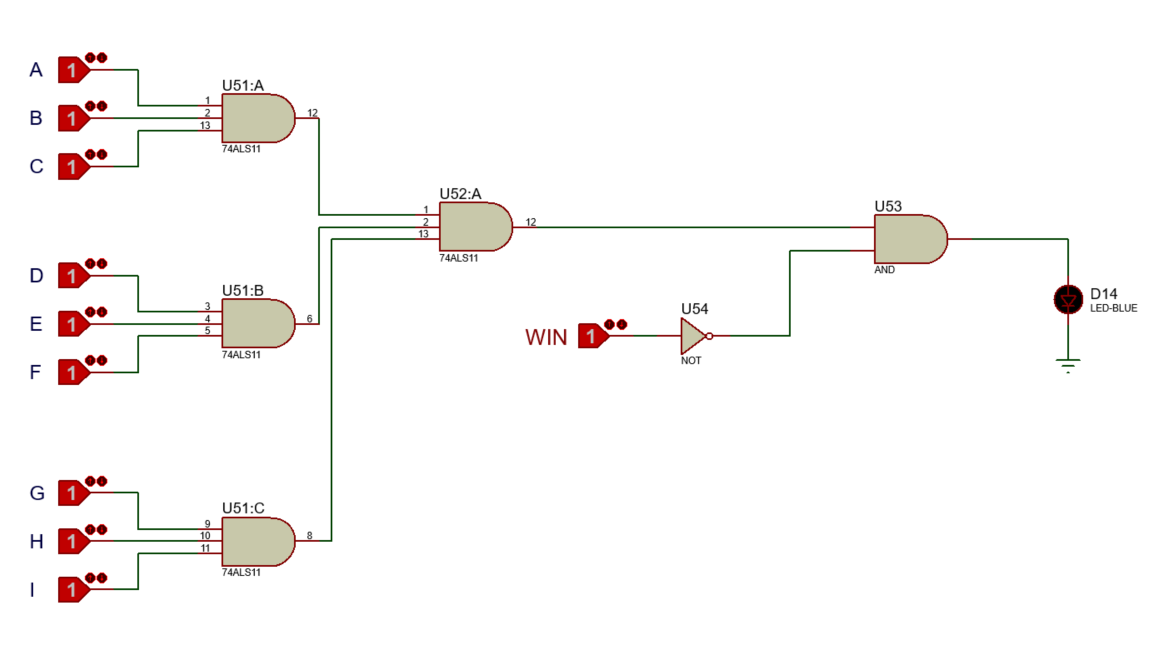 A 1
B 1
C 1
U51:A
1
2
13
12
74ALS11
D 1
E 1
F 1
U51:B
3
4
5
6
74ALS11
G 1
H 1
I 1
U51:C
9
10
11
8
74ALS11
U52:A
1
2
13
12
74ALS11
WIN 1
U54
NOT
U53
AND
D14
LED-BLUE